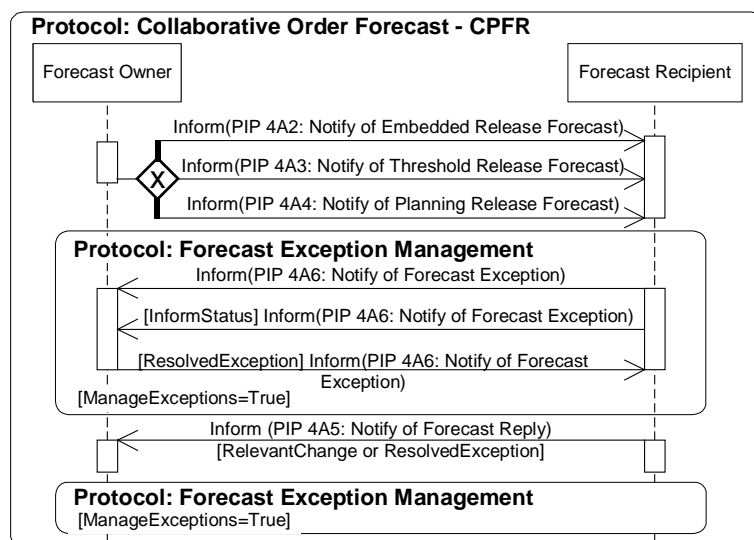 Protocol: Collaborative Order Forecast - CPFR
Forecast Owner
Forecast Recipient
Inform(PIP 4A2: Notify of Embedded Release Forecast)
X
Inform(PIP 4A3: Notify of Threshold Release Forecast)
Inform(PIP 4A4: Notify of Planning Release Forecast)
Protocol: Forecast Exception Management
Inform(PIP 4A6: Notify of Forecast Exception)
[InformStatus] Inform(PIP 4A6: Notify of Forecast Exception)
[ResolvedException] Inform(PIP 4A6: Notify of Forecast
Exception)
[ManageExceptions=True]
Inform (PIP 4A5: Notify of Forecast Reply)
[RelevantChange or ResolvedException]
Protocol: Forecast Exception Management
[ManageExceptions=True]